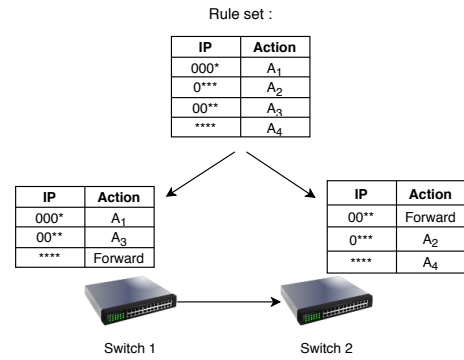 Rule set :
IP Action
000* A1
0*** A2
00** A3
**** A4
IP Action
000* A1
00** A3
**** Forward
IP Action
00** Forward
0*** A2
**** A4
Switch 1
Switch 2